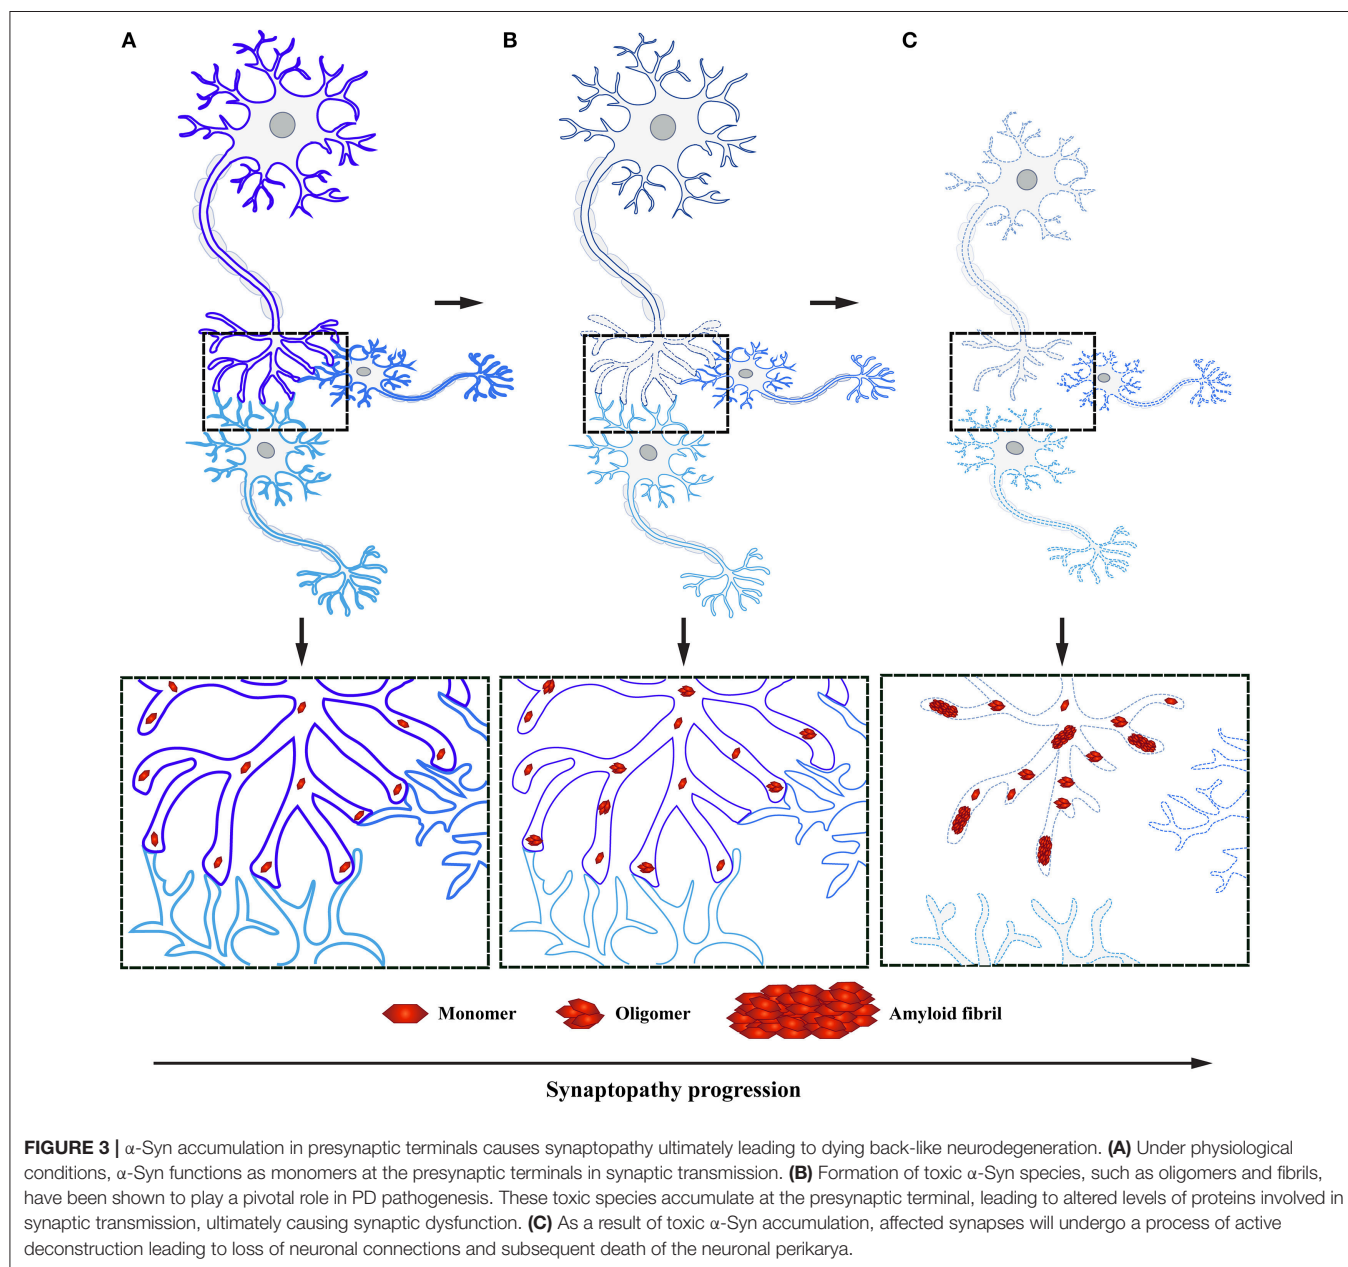 A
B
C
Monomer
Oligomer
Amyloid fibril
Synaptopathy progression
FIGURE 3 | α-Syn accumulation in presynaptic terminals causes synaptopathy ultimately leading to dying back-like neurodegeneration. (A) Under physiological
conditions, α-Syn functions as monomers at the presynaptic terminals in synaptic transmission. (B) Formation of toxic α-Syn species, such as oligomers and fibrils,
have been shown to play a pivotal role in PD pathogenesis. These toxic species accumulate at the presynaptic terminal, leading to altered levels of proteins involved in
synaptic transmission, ultimately causing synaptic dysfunction. (C) As a result of toxic α-Syn accumulation, affected synapses will undergo a process of active
deconstruction leading to loss of neuronal connections and subsequent death of the neuronal perikarya.